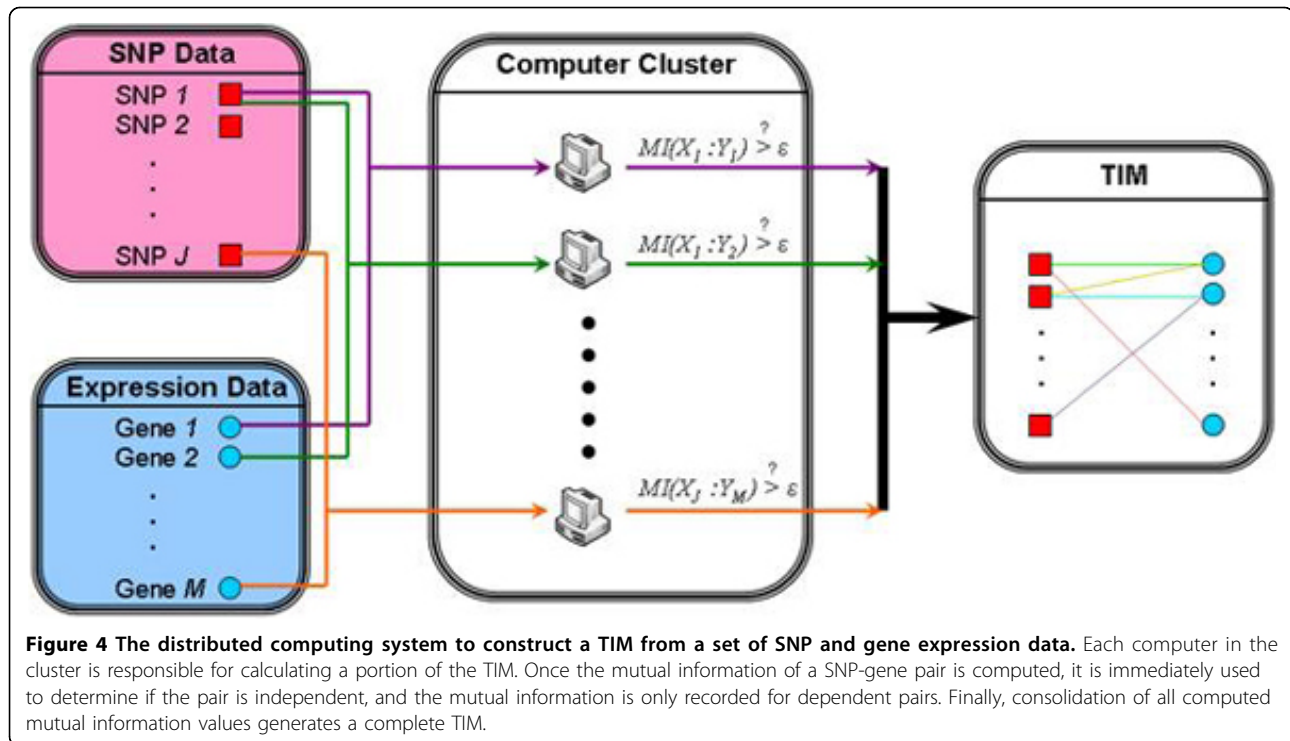 SNP Data
SNP 1
SNP 2
.
.
.
SNP J
Expression Data
Gene 1
Gene 2
.
.
.
Gene M
Computer Cluster
?
MI(X₁ :Y₁) > ε
?
MI(X₁ :Y₂) > ε
?
MI(X_J :Y_M) > ε
TIM
Figure 4 The distributed computing system to construct a TIM from a set of SNP and gene expression data. Each computer in the
cluster is responsible for calculating a portion of the TIM. Once the mutual information of a SNP-gene pair is computed, it is immediately used
to determine if the pair is independent, and the mutual information is only recorded for dependent pairs. Finally, consolidation of all computed
mutual information values generates a complete TIM.